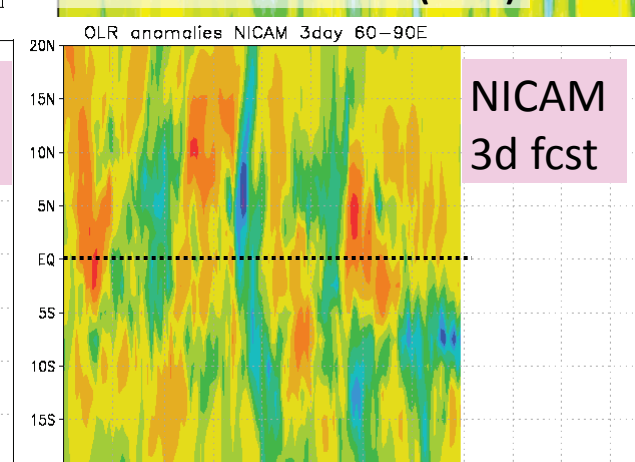 OLR anomalies NICAM 3day 60-90E
20N
15N
10N
5N
EQ
5S
10S
15S
NICAM
3d fcst